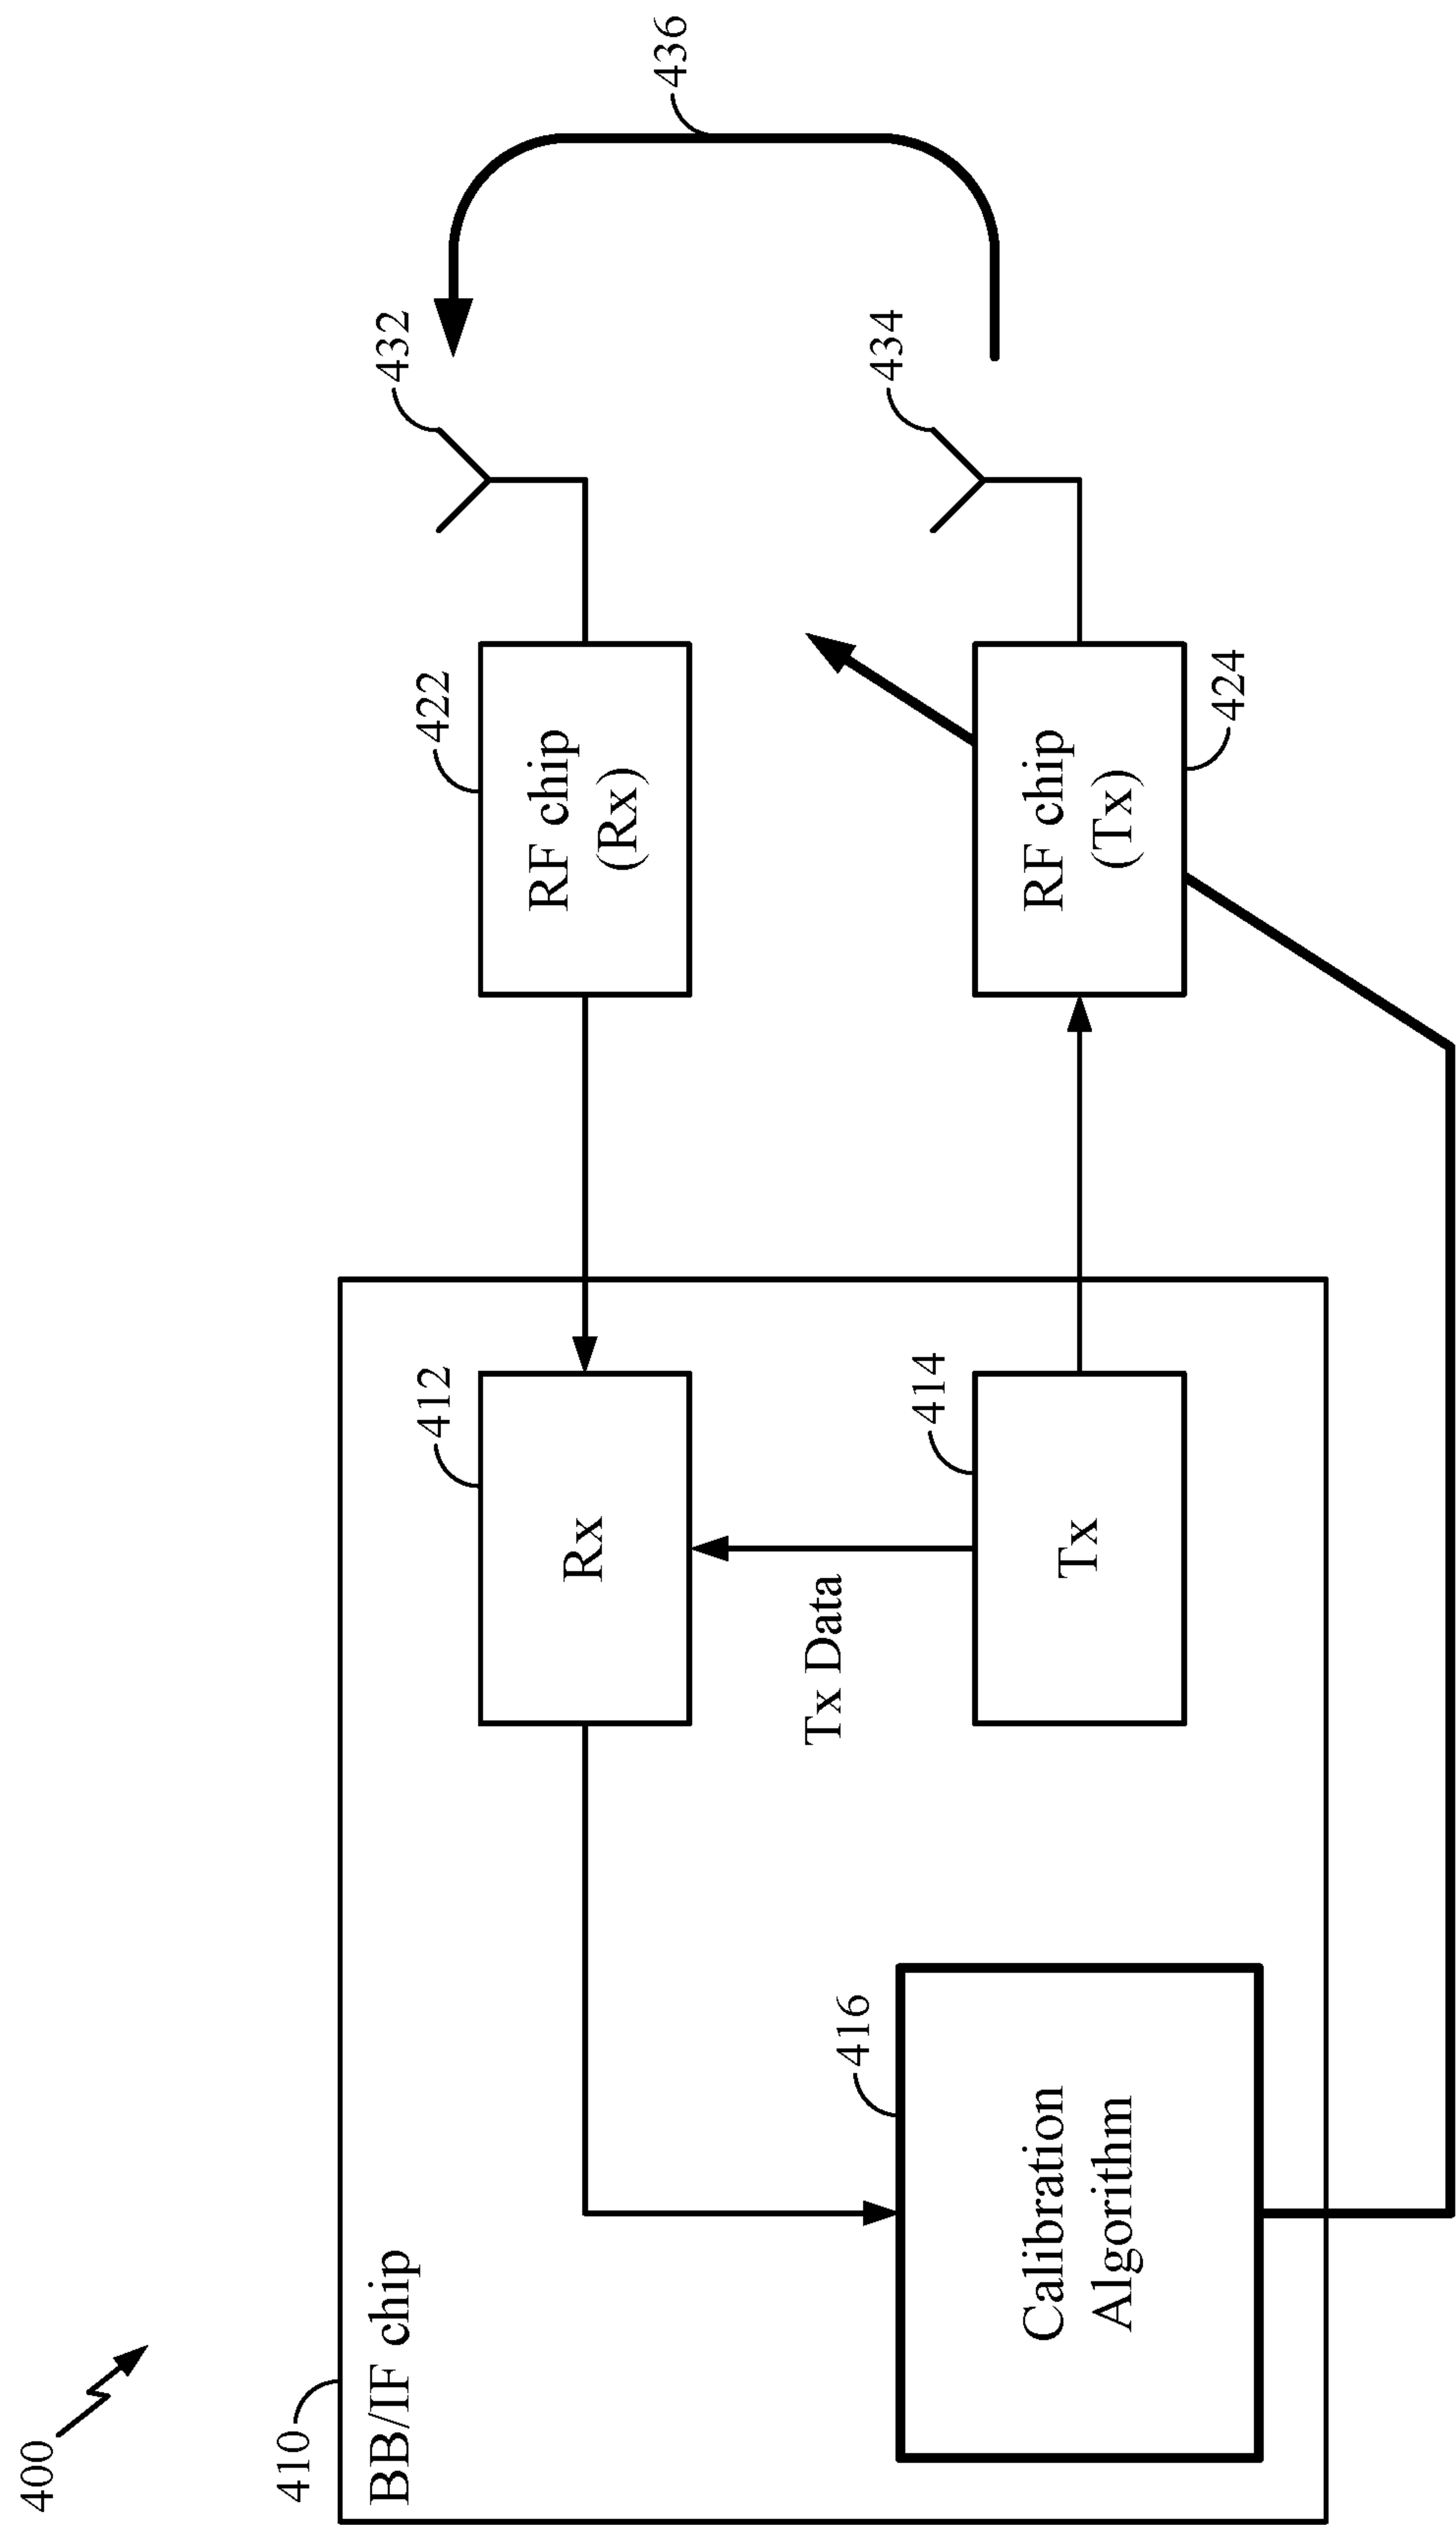 400
410
BB/IF chip
416
Calibration
Algorithm
412
Rx
Tx Data
414
Tx
422
RF chip
(Rx)
424
RF chip
(Tx)
432
434
436